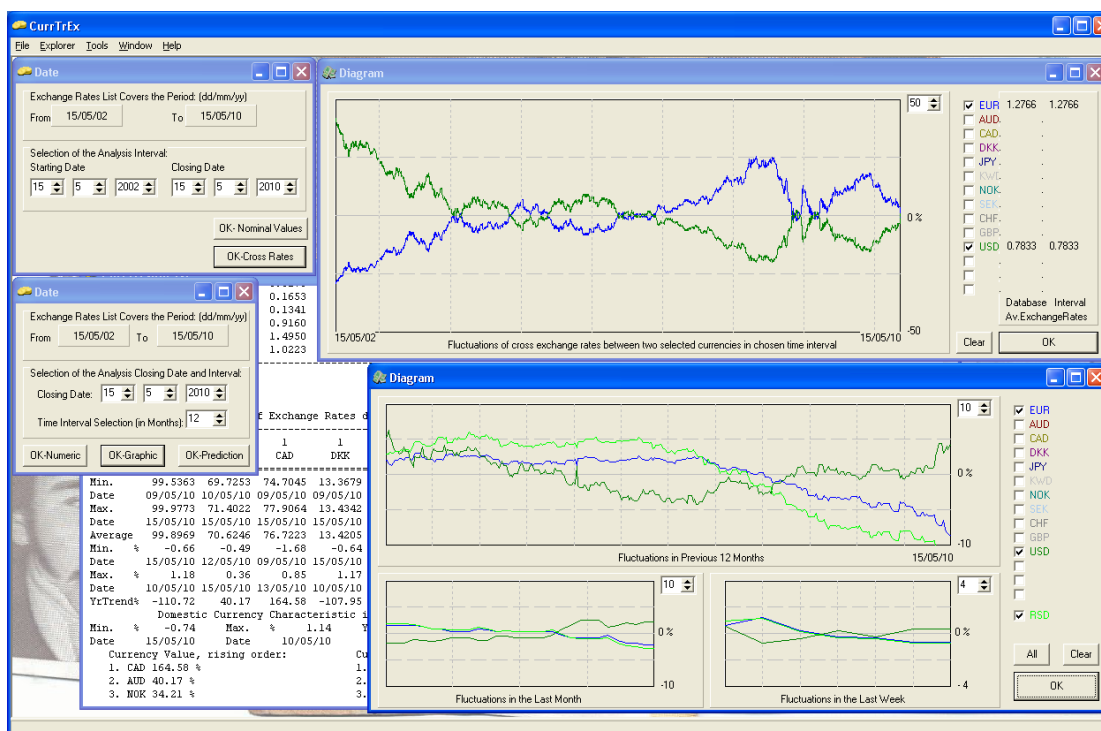 CurrTrEx
File Explorer Tools Window Help
Date
Exchange Rates List Covers the Period: (dd/mm/yy)
From 15/05/02 To 15/05/10
Selection of the Analysis Interval:
Starting Date Closing Date
15 5 2002 15 5 2010
OK- Nominal Values
OK-Cross Rates
Diagram
50
0 %
-50
15/05/02 15/05/10
Fluctuations of cross exchange rates between two selected currencies in chosen time interval
EUR 1.2766 1.2766
AUD. .
CAD. .
DKK. .
JPY. .
KWD. .
NOK. .
SEK. .
CHF. .
GBP. .
USD 0.7833 0.7833
. .
. .
. .
Database Interval
Av.ExchangeRates
Clear OK
Date
Exchange Rates List Covers the Period: (dd/mm/yy)
From 15/05/02 To 15/05/10
Selection of the Analysis Closing Date and Interval:
Closing Date: 15 5 2010
Time Interval Selection (in Months): 12
OK-Numeric OK-Graphic OK-Prediction
0.1653
0.1341
0.9160
1.4950
1.0223
f Exchange Rates d
1 1
CAD DKK
Min. 99.5363 69.7253 74.7045 13.3679
Date 09/05/10 10/05/10 09/05/10 09/05/10
Max. 99.9773 71.4022 77.9064 13.4342
Date 15/05/10 15/05/10 15/05/10 15/05/10
Average 99.8969 70.6246 76.7223 13.4205
Min. % -0.66 -0.49 -1.68 -0.64
Date 15/05/10 12/05/10 09/05/10 15/05/10
Max. % 1.18 0.36 0.85 1.17
Date 10/05/10 15/05/10 13/05/10 10/05/10
YrTrend% -110.72 40.17 164.58 -107.95
Domestic Currency Characteristic i
Min. % -0.74 Max. % 1.14 Y
Date 15/05/10 Date 10/05/10
Currency Value, rising order: Cu
1. CAD 164.58 % 1.
2. AUD 40.17 % 2.
3. NOK 34.21 % 3.
Diagram
10
0 %
-10
Fluctuations in Previous 12 Months 15/05/10
10
0 %
-10
Fluctuations in the Last Month
4
0 %
- 4
Fluctuations in the Last Week
EUR
AUD
CAD
DKK
JPY
KWD
NOK
SEK
CHF
GBP
USD
RSD
All Clear
OK